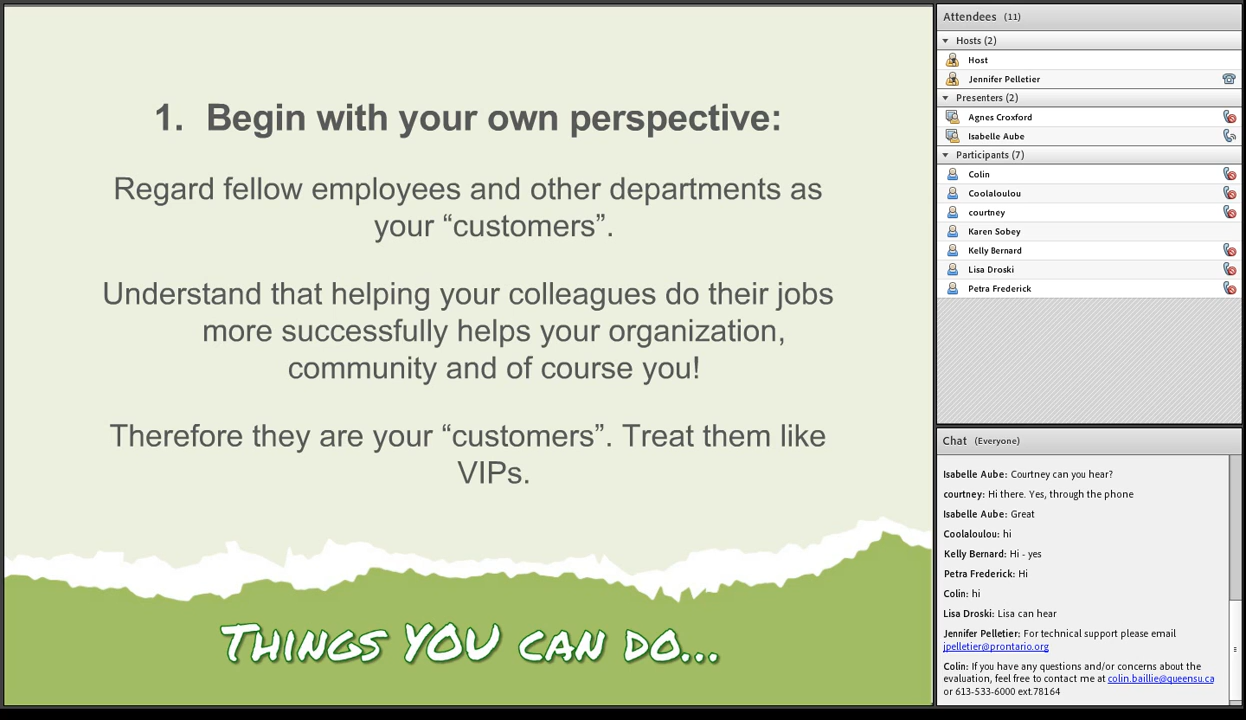 1. Begin with your own perspective:
Regard fellow employees and other departments as
your “customers”.
Understand that helping your colleagues do their jobs
more successfully helps your organization,
community and of course you!
Therefore they are your “customers”. Treat them like
VIPs.
THINGS YOU CAN DO...
Attendees (11)
Hosts (2)
Host
Jennifer Pelletier
Presenters (2)
Agnes Croxford
Isabelle Aube
Participants (7)
Colin
Coolaloulou
courtney
Karen Sobey
Kelly Bernard
Lisa Droski
Petra Frederick
Chat (Everyone)
Isabelle Aube: Courtney can you hear?
courtney: Hi there. Yes, through the phone
Isabelle Aube: Great
Coolaloulou: hi
Kelly Bernard: Hi - yes
Petra Frederick: Hi
Colin: hi
Lisa Droski: Lisa can hear
Jennifer Pelletier: For technical support please email
jpelletier@prontario.org
Colin: If you have any questions and/or concerns about the
evaluation, feel free to contact me at colin.baillie@queensu.ca
or 613-533-6000 ext.78164